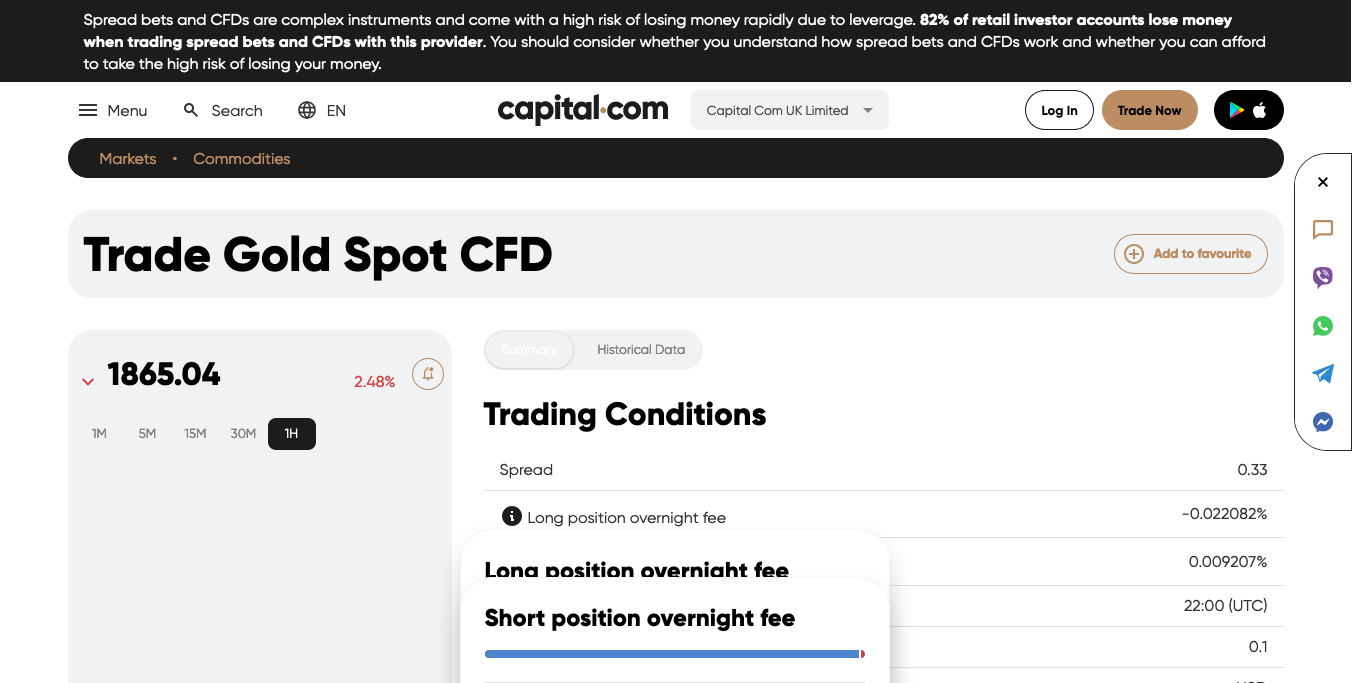 Spread bets and CFDs are complex instruments and come with a high risk of losing money rapidly due to leverage. 82% of retail investor accounts lose money
when trading spread bets and CFDs with this provider. You should consider whether you understand how spread bets and CFDs work and whether you can afford
to take the high risk of losing your money.
Menu Search EN capital.com Capital Com UK Limited Log In Trade Now
Markets • Commodities
Trade Gold Spot CFD
Add to favourite
1865.04 2.48%
1M 5M 15M 30M 1H
Summary Historical Data
Trading Conditions
Spread 0.33
Long position overnight fee -0.022082%
Long position overnight fee
0.009207%
Short position overnight fee
22:00 (UTC)
0.1